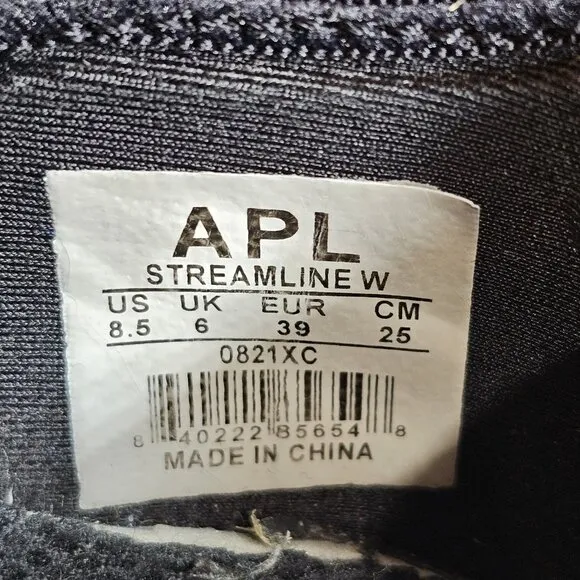 APL
STREAMLINE W
US UK EUR CM
8.5 6 39 25
0821XC
8 40222 85654 8
MADE IN CHINA